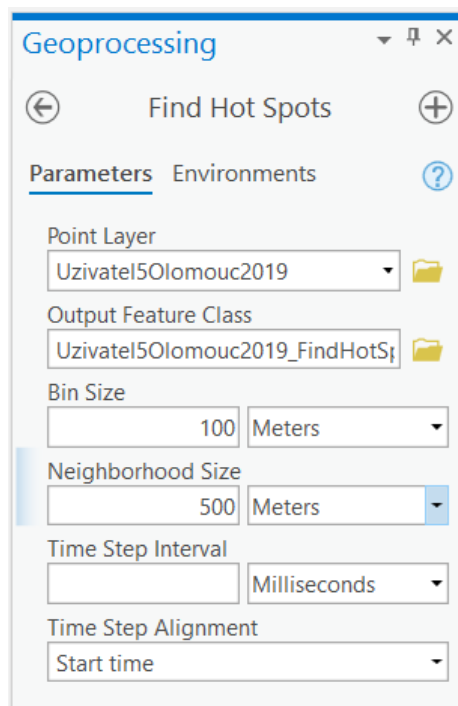 Geoprocessing
Find Hot Spots
Parameters Environments
Point Layer
Uzivatel5Olomouc2019
Output Feature Class
Uzivatel5Olomouc2019_FindHotSp
Bin Size
100 Meters
Neighborhood Size
500 Meters
Time Step Interval
Milliseconds
Time Step Alignment
Start time